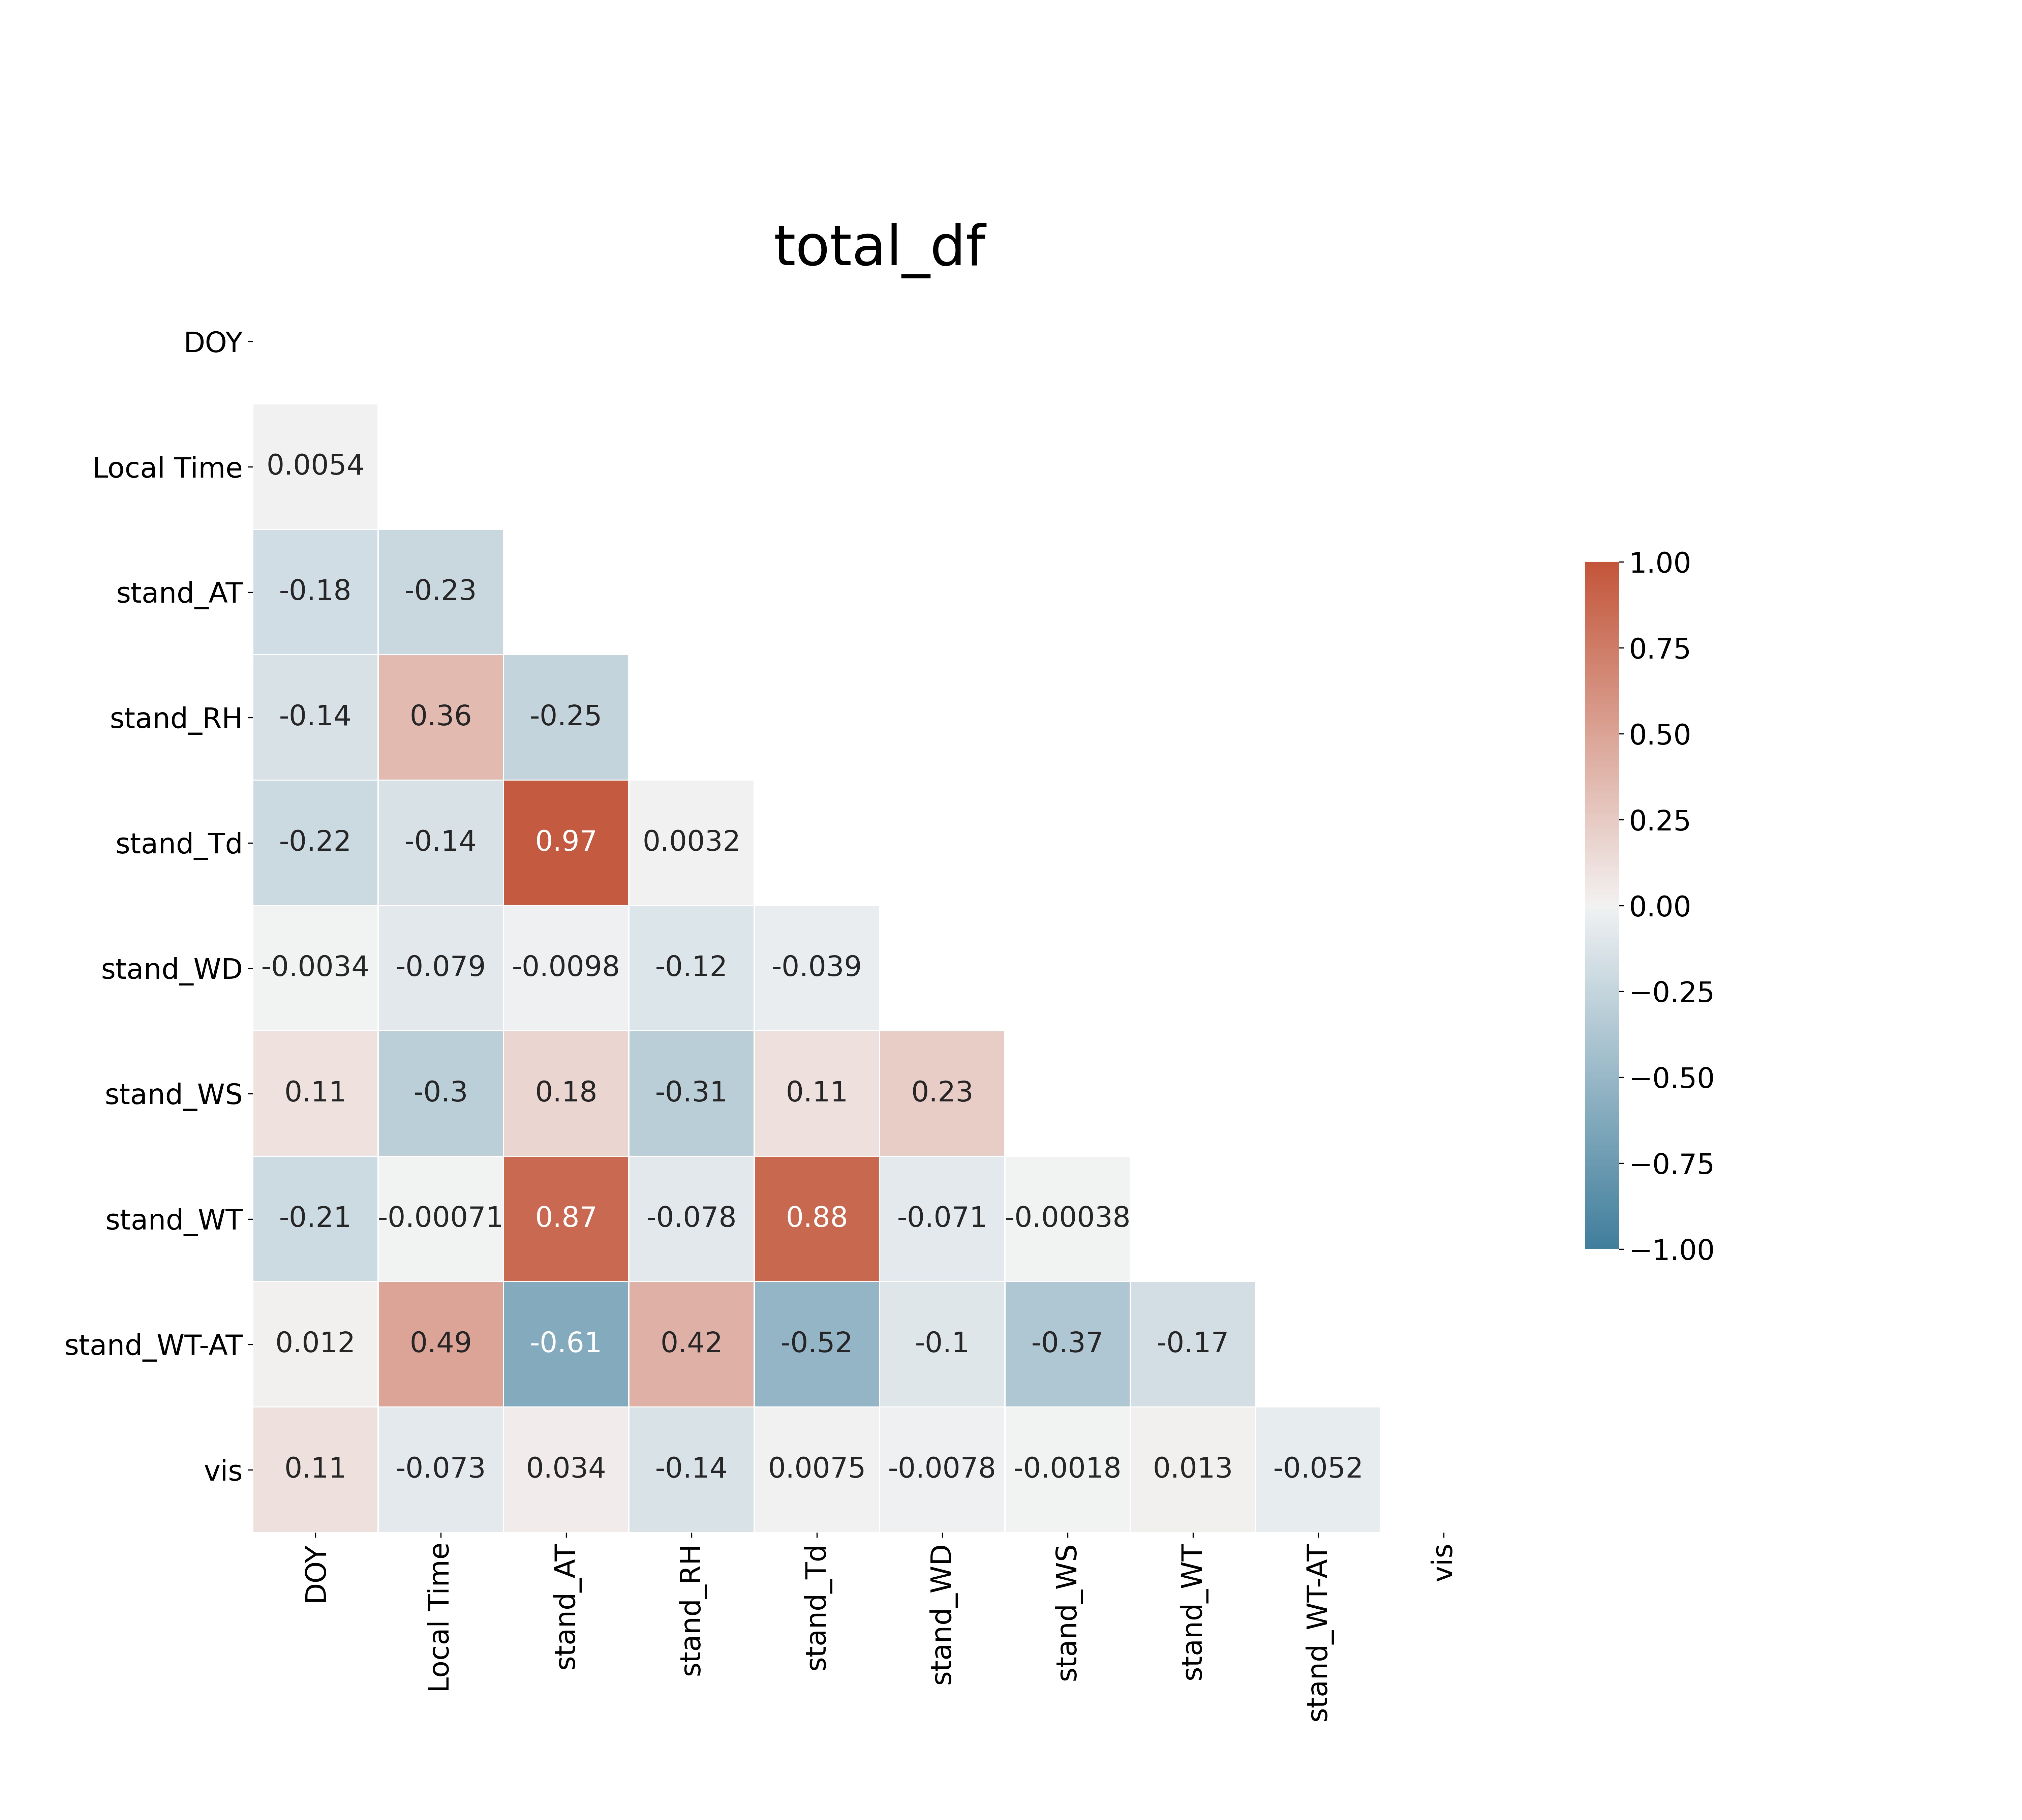 total_df
DOY
Local Time 0.0054
stand_AT -0.18 -0.23
stand_RH -0.14 0.36 -0.25
stand_Td -0.22 -0.14 0.97 0.0032
stand_WD -0.0034 -0.079 -0.0098 -0.12 -0.039
stand_WS 0.11 -0.3 0.18 -0.31 0.11 0.23
stand_WT -0.21 -0.00071 0.87 -0.078 0.88 -0.071 -0.00038
stand_WT-AT 0.012 0.49 -0.61 0.42 -0.52 -0.1 -0.37 -0.17
vis 0.11 -0.073 0.034 -0.14 0.0075 -0.0078 -0.0018 0.013 -0.052
DOY
Local Time
stand_AT
stand_RH
stand_Td
stand_WD
stand_WS
stand_WT
stand_WT-AT
vis
1.00
0.75
0.50
0.25
0.00
−0.25
−0.50
−0.75
−1.00